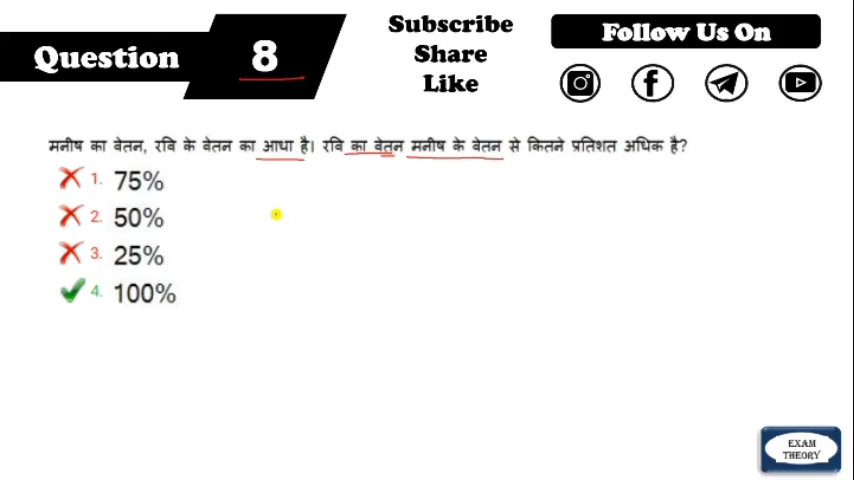 Subscribe
Share
Like
Follow Us On
Question 8
मनीष का वेतन, रवि के वेतन का आधा है। रवि का वेतन मनीष के वेतन से कितने प्रतिशत अधिक है?
1. 75%
2. 50%
3. 25%
4. 100%
EXAM
THEORY